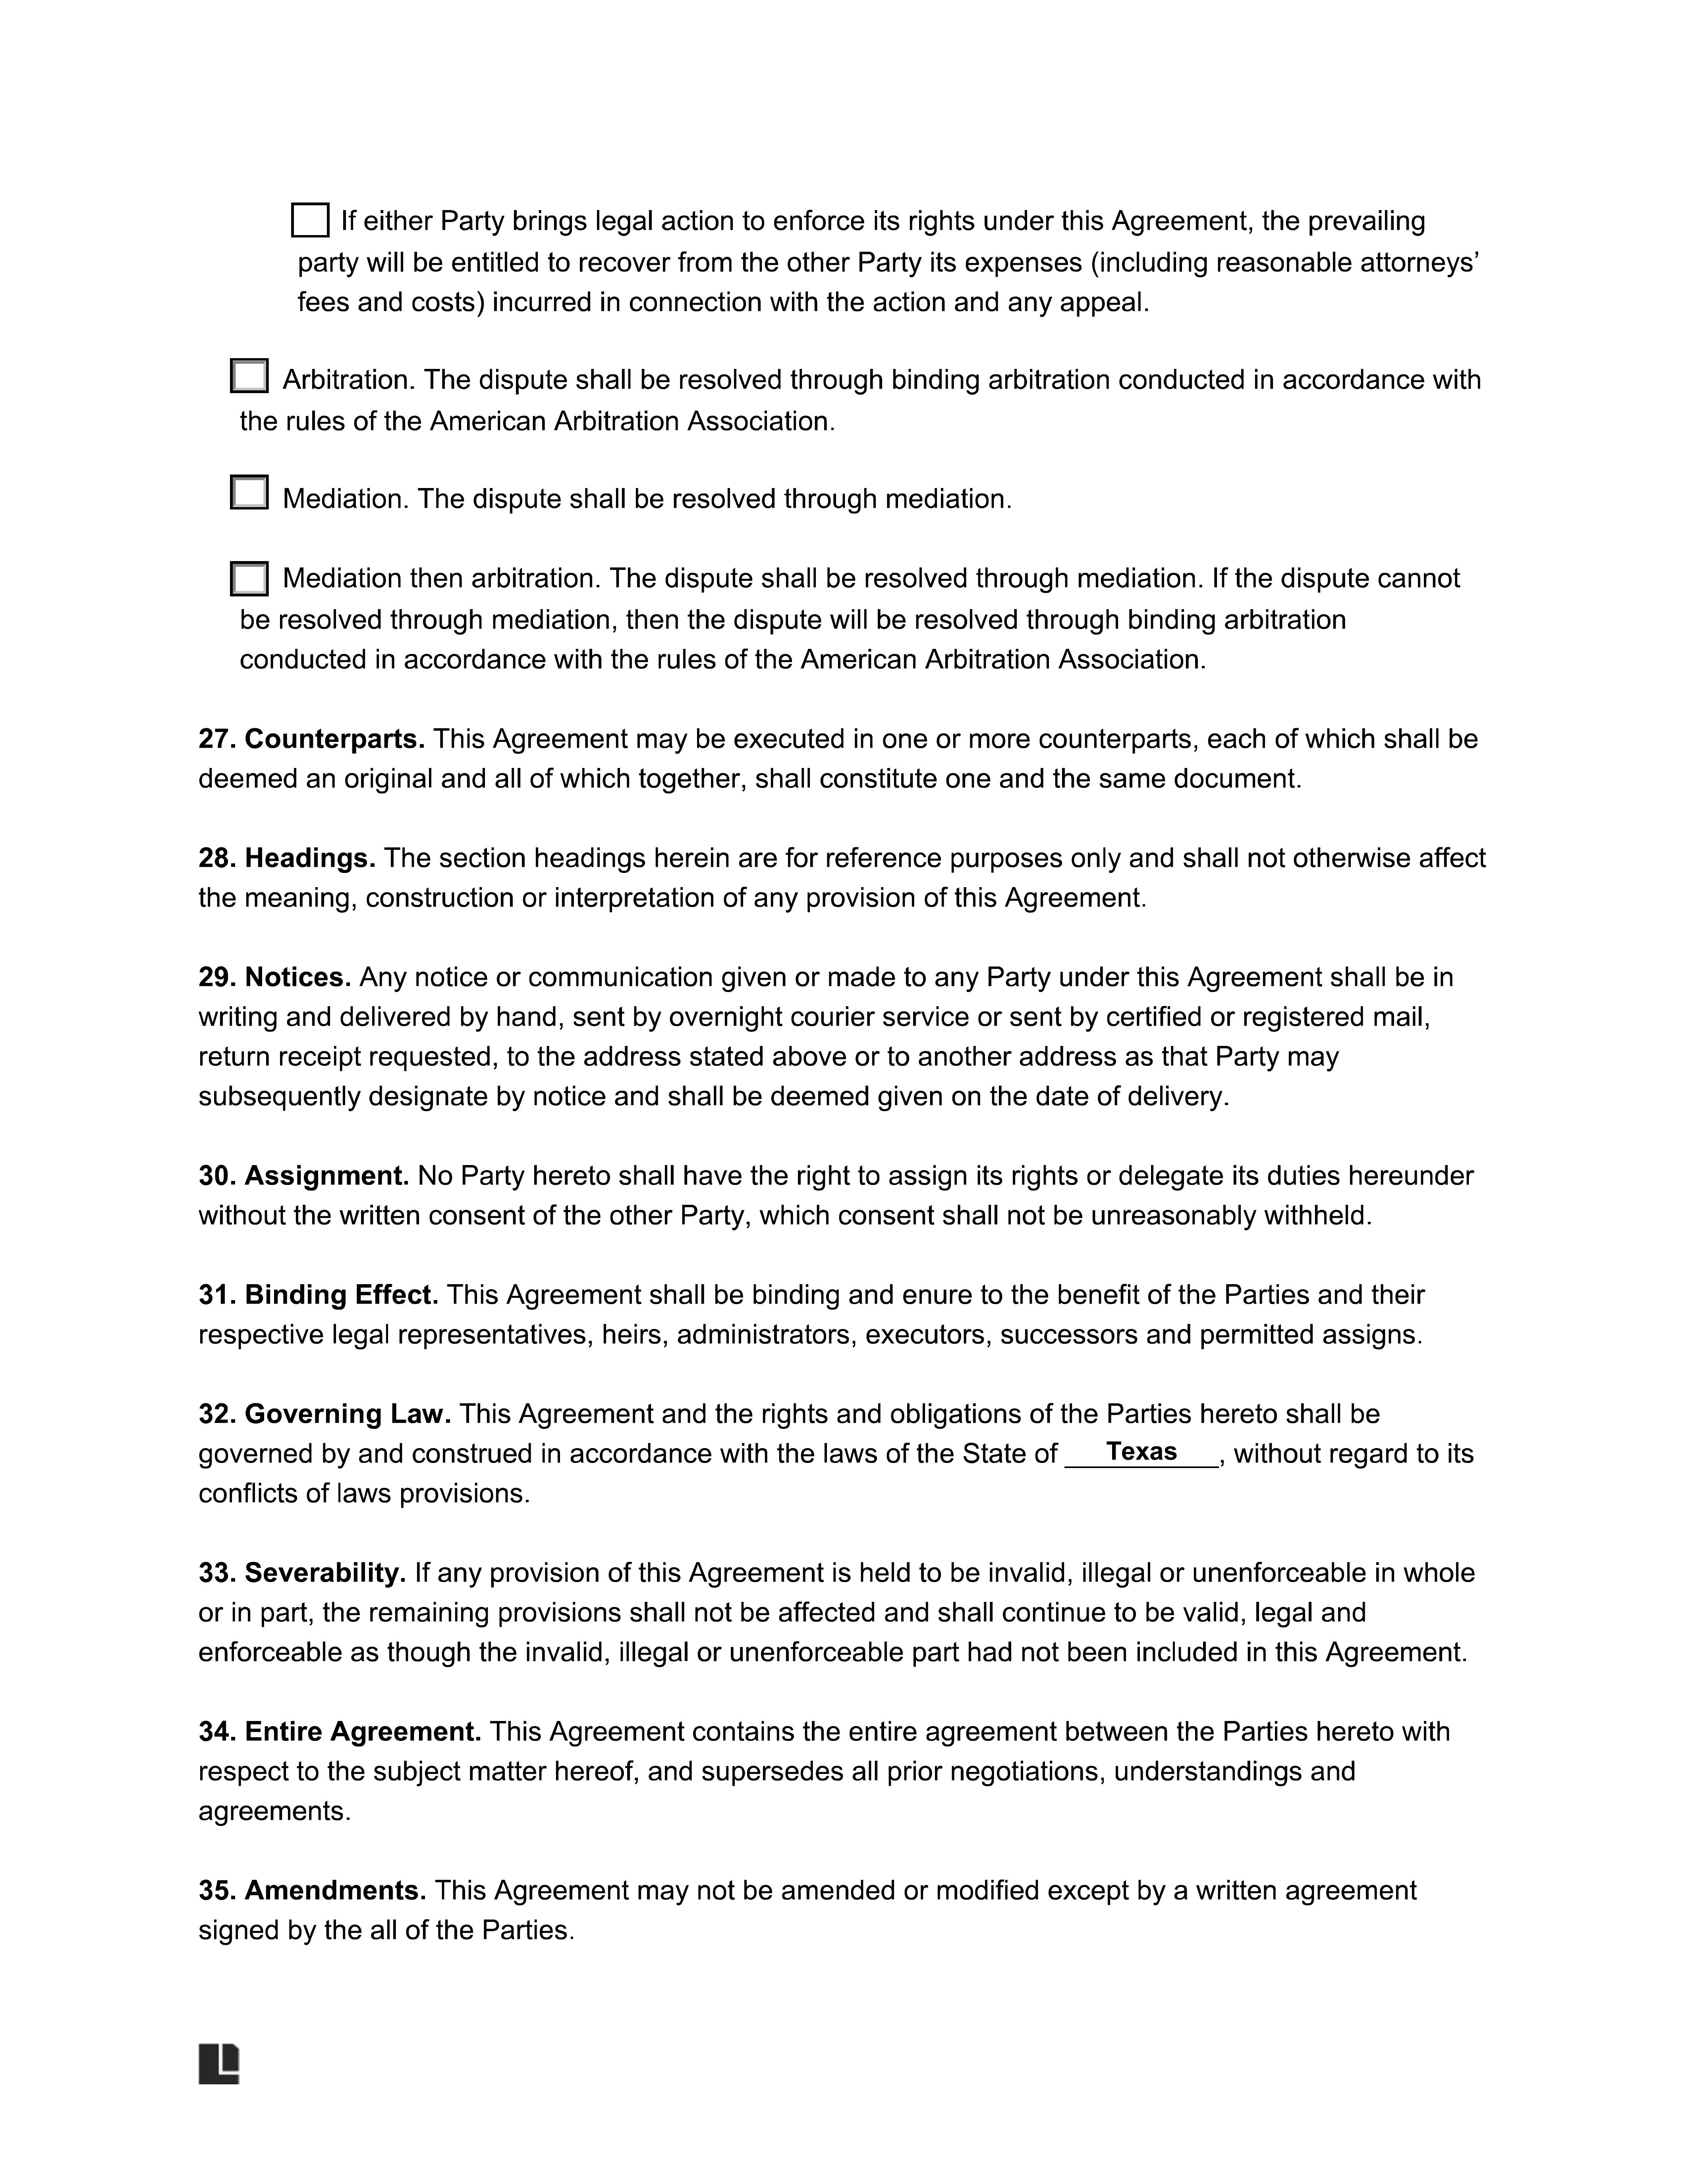 If either Party brings legal action to enforce its rights under this Agreement, the prevailing
party will be entitled to recover from the other Party its expenses (including reasonable attorneys’
fees and costs) incurred in connection with the action and any appeal.
Arbitration. The dispute shall be resolved through binding arbitration conducted in accordance with
the rules of the American Arbitration Association.
Mediation. The dispute shall be resolved through mediation.
Mediation then arbitration. The dispute shall be resolved through mediation. If the dispute cannot
be resolved through mediation, then the dispute will be resolved through binding arbitration
conducted in accordance with the rules of the American Arbitration Association.
27. Counterparts. This Agreement may be executed in one or more counterparts, each of which shall be
deemed an original and all of which together, shall constitute one and the same document.
28. Headings. The section headings herein are for reference purposes only and shall not otherwise affect
the meaning, construction or interpretation of any provision of this Agreement.
29. Notices. Any notice or communication given or made to any Party under this Agreement shall be in
writing and delivered by hand, sent by overnight courier service or sent by certified or registered mail,
return receipt requested, to the address stated above or to another address as that Party may
subsequently designate by notice and shall be deemed given on the date of delivery.
30. Assignment. No Party hereto shall have the right to assign its rights or delegate its duties hereunder
without the written consent of the other Party, which consent shall not be unreasonably withheld.
31. Binding Effect. This Agreement shall be binding and enure to the benefit of the Parties and their
respective legal representatives, heirs, administrators, executors, successors and permitted assigns.
32. Governing Law. This Agreement and the rights and obligations of the Parties hereto shall be
governed by and construed in accordance with the laws of the State of Texas, without regard to its
conflicts of laws provisions.
33. Severability. If any provision of this Agreement is held to be invalid, illegal or unenforceable in whole
or in part, the remaining provisions shall not be affected and shall continue to be valid, legal and
enforceable as though the invalid, illegal or unenforceable part had not been included in this Agreement.
34. Entire Agreement. This Agreement contains the entire agreement between the Parties hereto with
respect to the subject matter hereof, and supersedes all prior negotiations, understandings and
agreements.
35. Amendments. This Agreement may not be amended or modified except by a written agreement
signed by the all of the Parties.